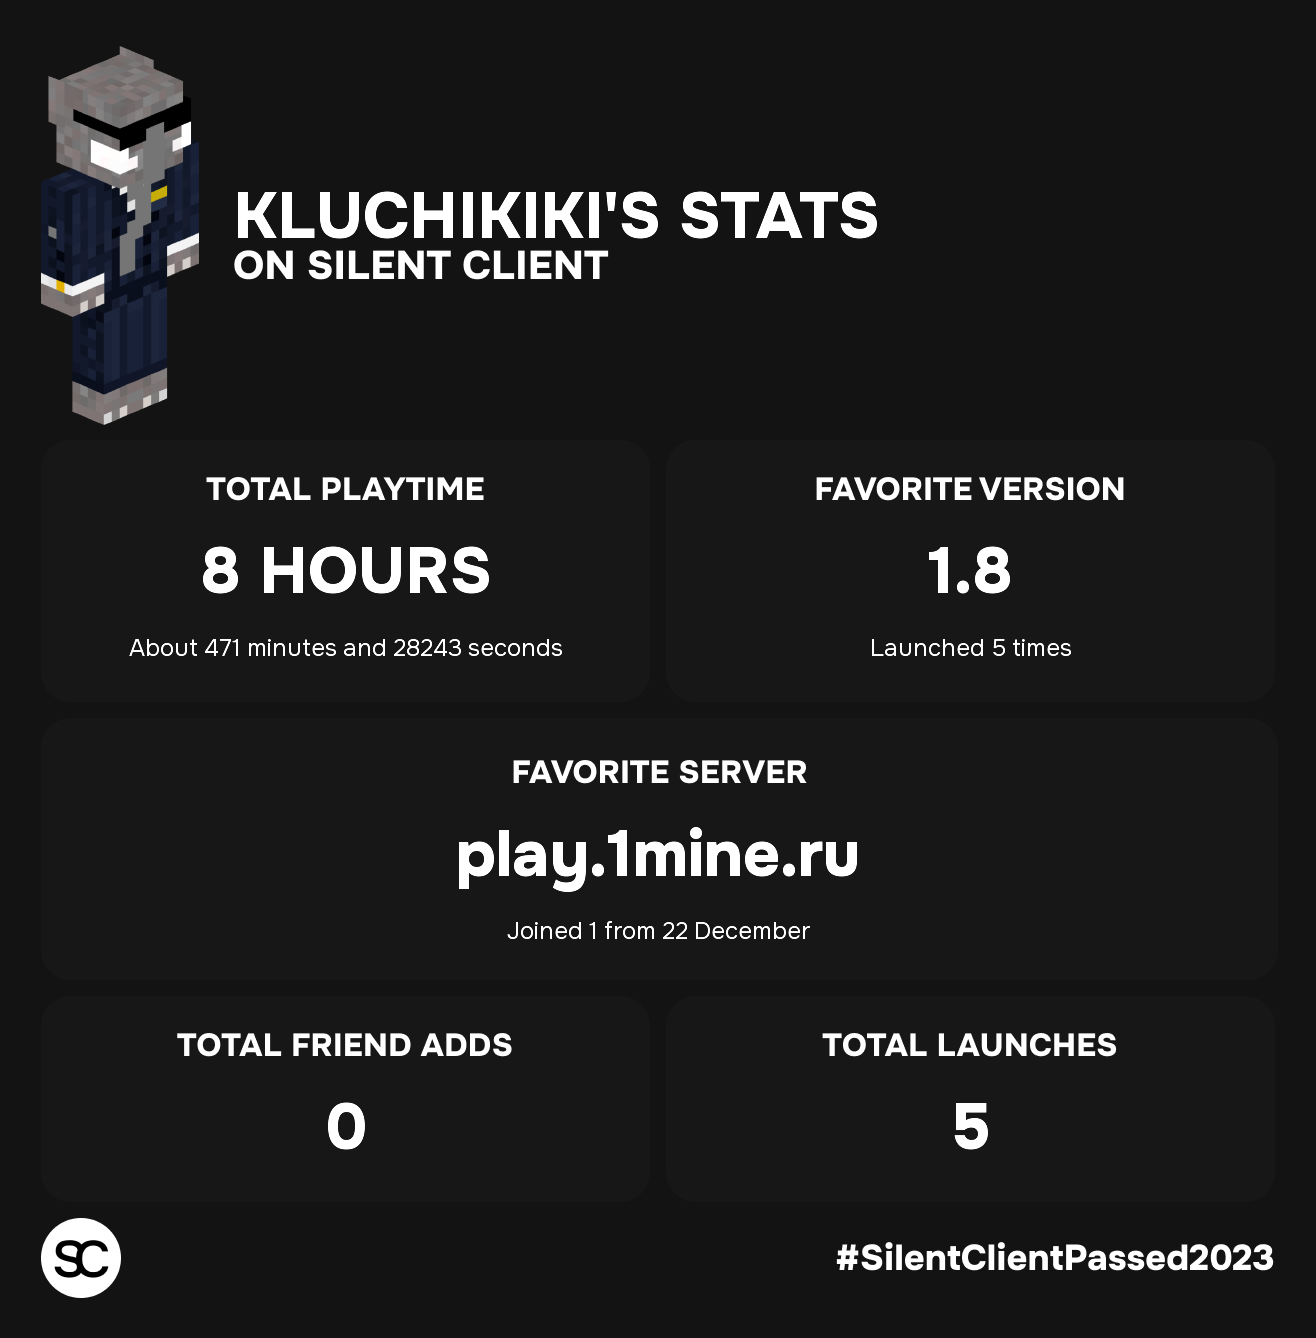 KLUCHIKIKI'S STATS
ON SILENT CLIENT
TOTAL PLAYTIME
8 HOURS
About 471 minutes and 28243 seconds
FAVORITE VERSION
1.8
Launched 5 times
FAVORITE SERVER
play.1mine.ru
Joined 1 from 22 December
TOTAL FRIEND ADDS
0
TOTAL LAUNCHES
5
SC
#SilentClientPassed2023